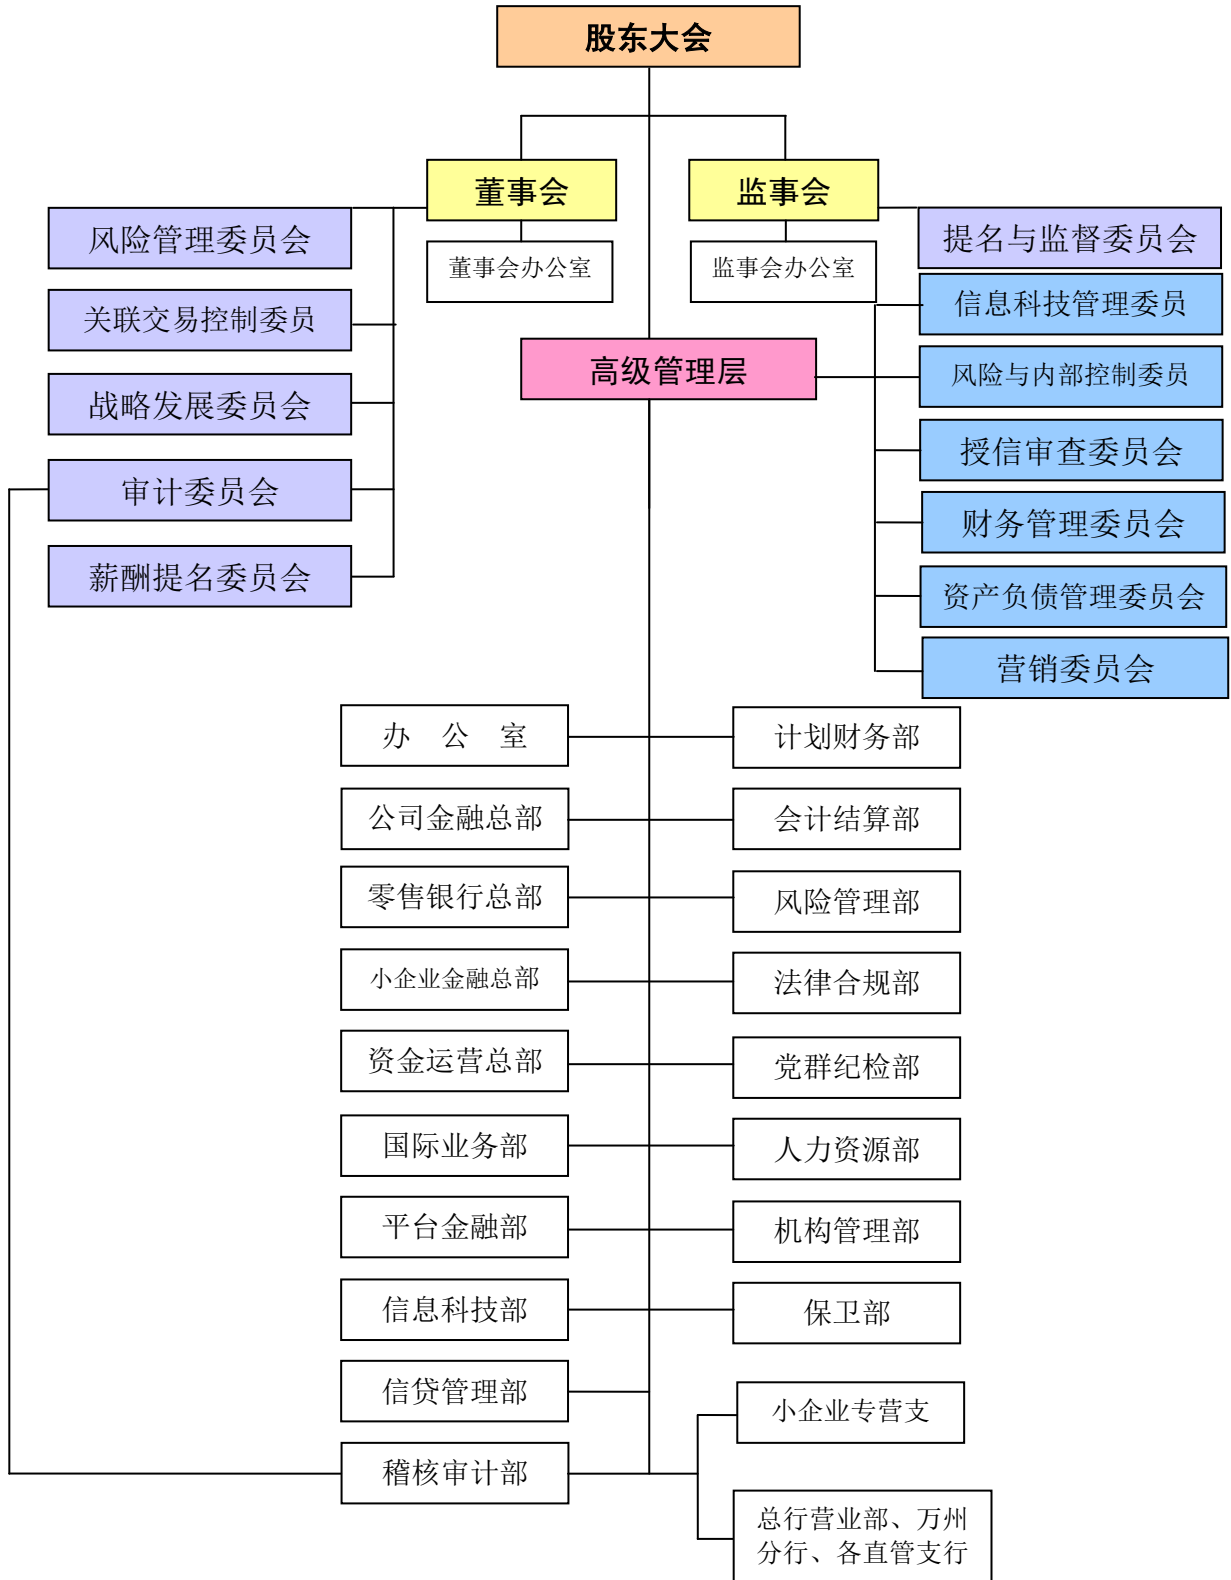 股东大会
董事会
监事会
风险管理委员会
董事会办公室
监事会办公室
提名与监督委员会
关联交易控制委员
信息科技管理委员
高级管理层
风险与内部控制委员
战略发展委员会
授信审查委员会
审计委员会
财务管理委员会
薪酬提名委员会
资产负债管理委员会
营销委员会
办　公　室
计划财务部
公司金融总部
会计结算部
零售银行总部
风险管理部
小企业金融总部
法律合规部
资金运营总部
党群纪检部
国际业务部
人力资源部
平台金融部
机构管理部
信息科技部
保卫部
信贷管理部
小企业专营支
稽核审计部
总行营业部、万州
分行、各直管支行